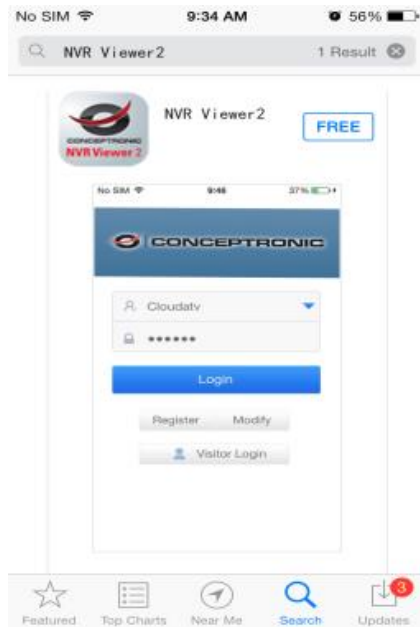 No SIM 9:34 AM 56%
NVR Viewer2 1 Result
NVR Viewer2
FREE
CONCEPTRONIC
NVR Viewer 2
No SIM 9:46 37%
CONCEPTRONIC
Cloudatv
******
Login
Register Modify
Visitor Login
3
Featured Top Charts Near Me Search Updates